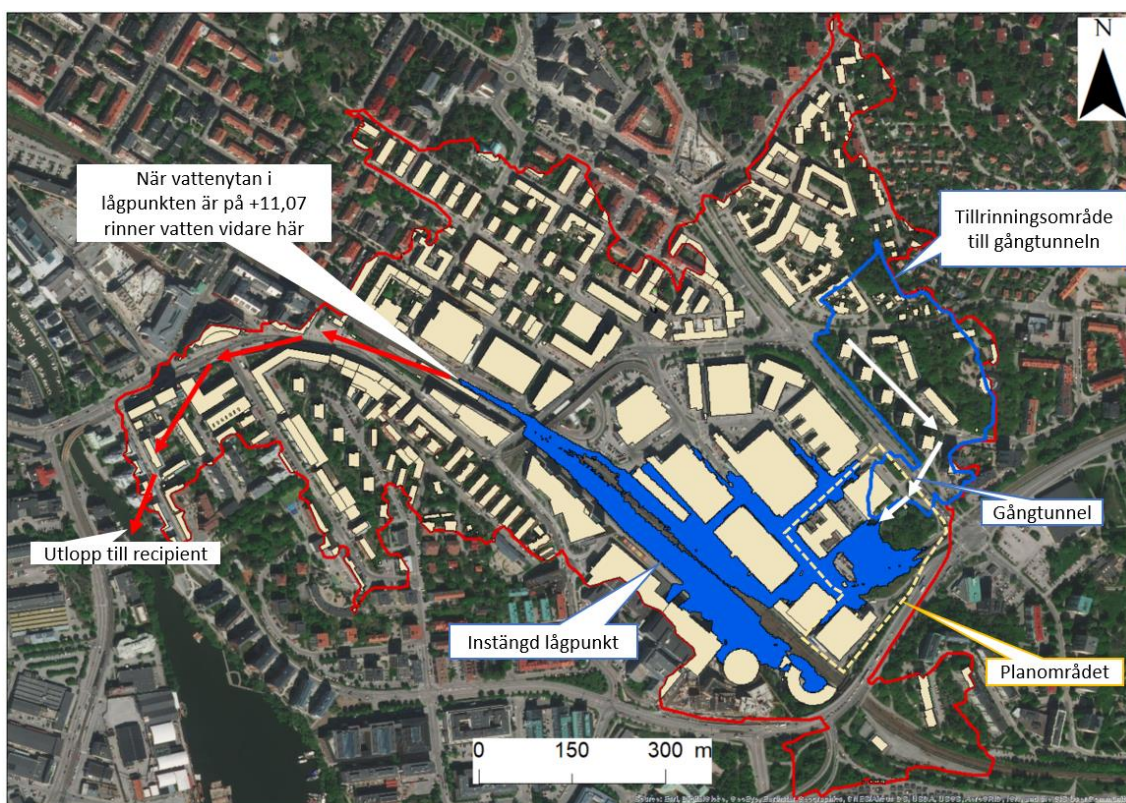 N
När vattenytan i
lågpunkten är på +11,07
rinner vatten vidare här
Tillrinningsområde
till gångtunneln
Gångtunnel
Utlopp till recipient
Instängd lågpunkt
Planområdet
0 150 300 m